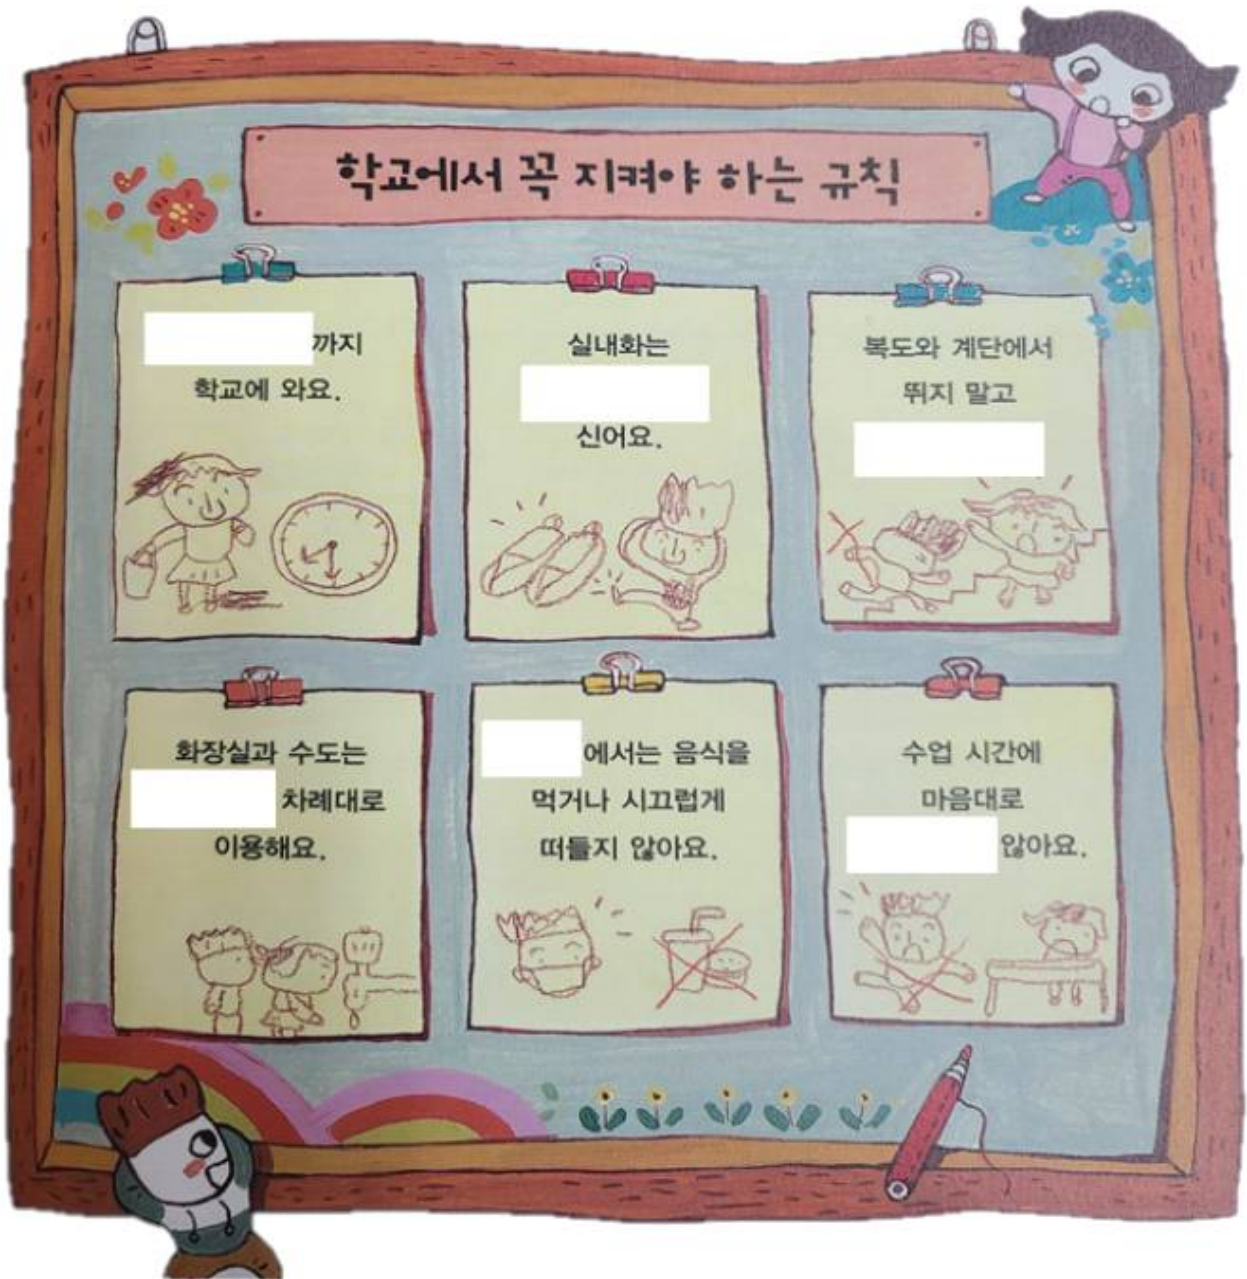 학교에서 꼭 지켜야 하는 규칙
까지
학교에 와요.
실내화는
신어요.
복도와 계단에서
뛰지 말고
화장실과 수도는
차례대로
이용해요.
에서는 음식을
먹거나 시끄럽게
떠들지 않아요.
수업 시간에
마음대로
않아요.